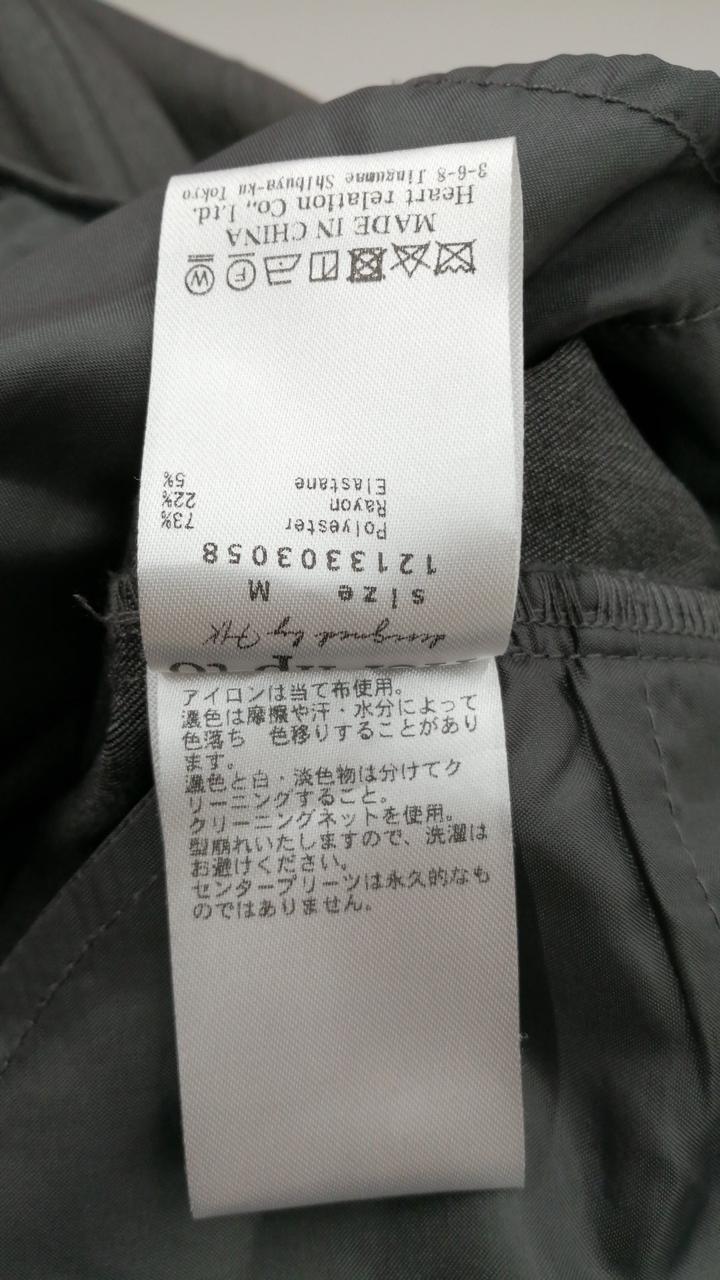 designed by HK
size M
121330305​8
Polyester 73%
Rayon 22%
Elastane 5%
MADE IN CHINA
Heart relation Co., Ltd.
3-6-8 Jingumae Shibuya-ku Tokyo
アイロンは当て布使用。
濃色は摩擦や汗・水分によって
色落ち 色移りすることがあり
ます。
濃色と白・淡色物は分けてク
リーニングすること。
クリーニングネットを使用。
型崩れいたしますので、洗濯は
お避けください。
センタープリーツは永久的なも
のではありません。